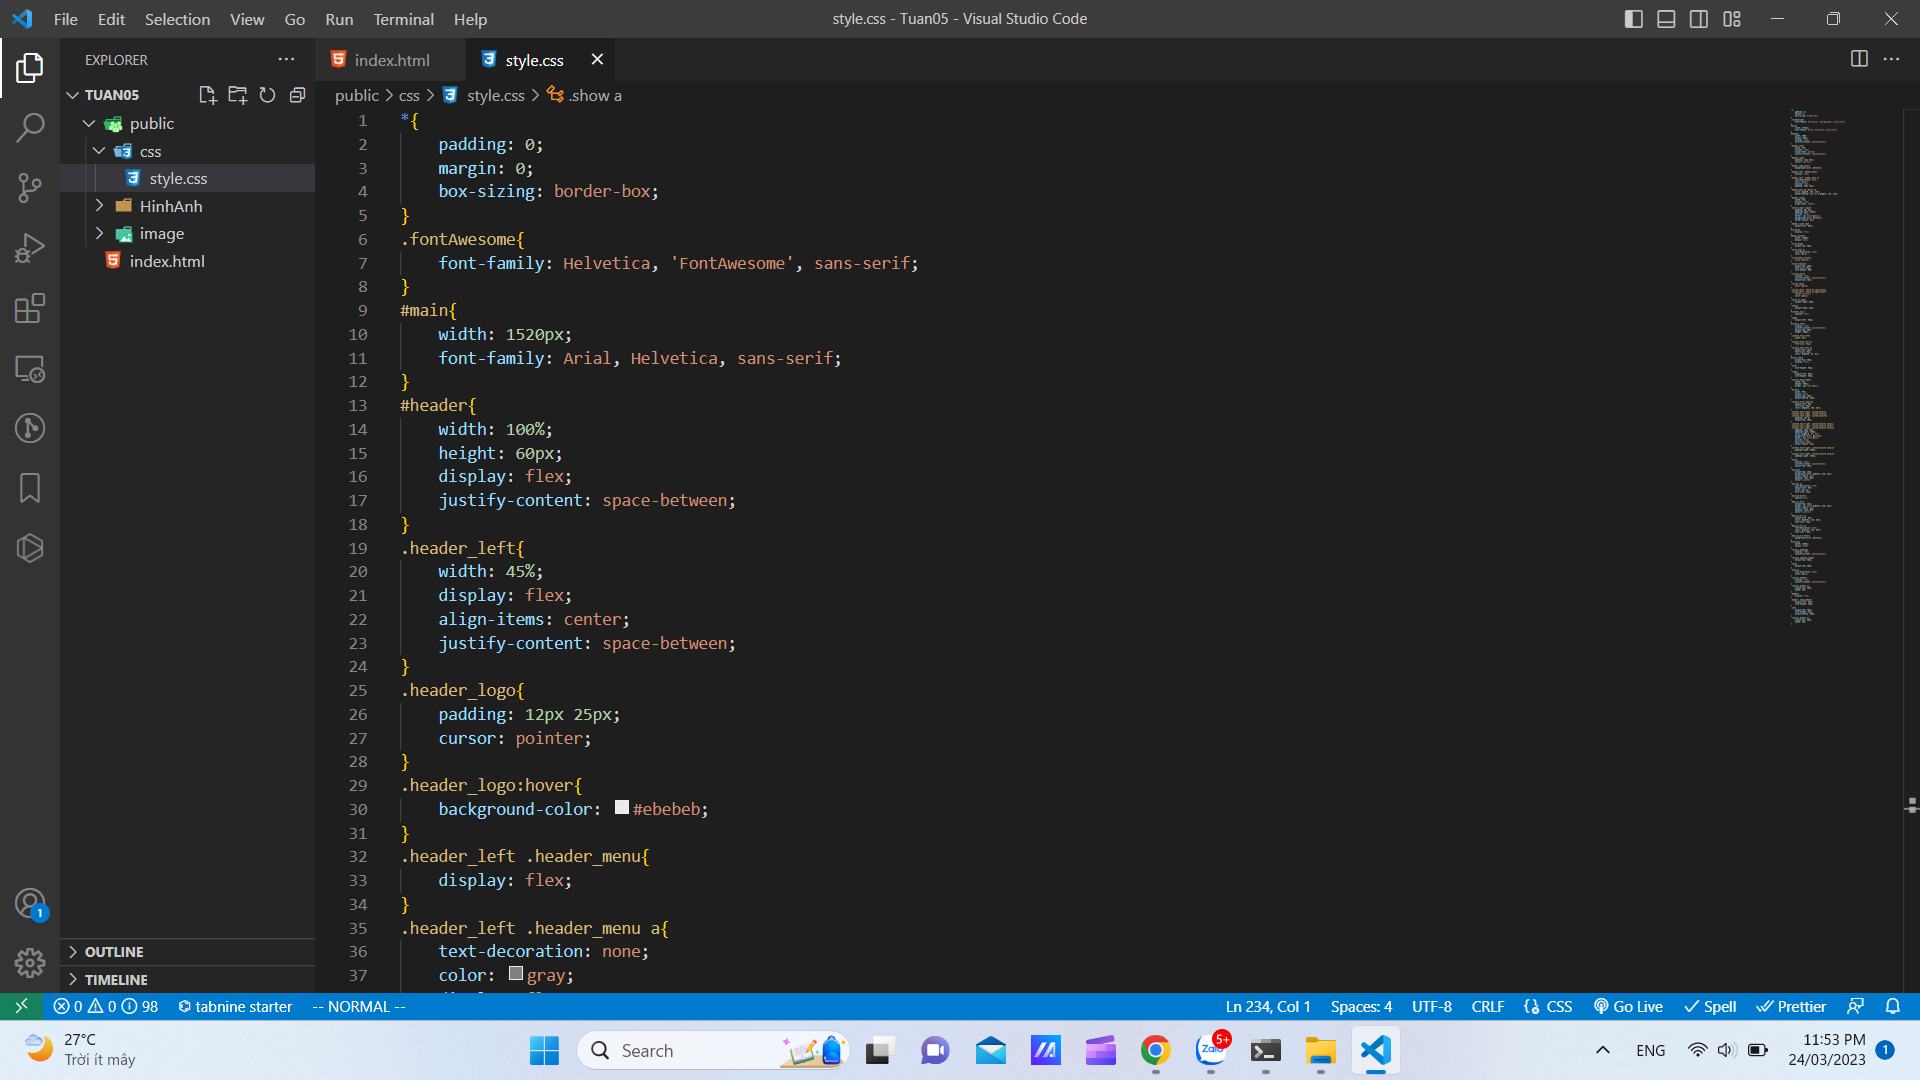 File Edit Selection View Go Run Terminal Help
style.css - Tuan05 - Visual Studio Code
EXPLORER
TUAN05
public
css
style.css
HinhAnh
image
index.html
OUTLINE
TIMELINE
index.html
style.css
public > css > style.css > .show a
1 *{
2 padding: 0;
3 margin: 0;
4 box-sizing: border-box;
5 }
6 .fontAwesome{
7 font-family: Helvetica, 'FontAwesome', sans-serif;
8 }
9 #main{
10 width: 1520px;
11 font-family: Arial, Helvetica, sans-serif;
12 }
13 #header{
14 width: 100%;
15 height: 60px;
16 display: flex;
17 justify-content: space-between;
18 }
19 .header_left{
20 width: 45%;
21 display: flex;
22 align-items: center;
23 justify-content: space-between;
24 }
25 .header_logo{
26 padding: 12px 25px;
27 cursor: pointer;
28 }
29 .header_logo:hover{
30 background-color: #ebebeb;
31 }
32 .header_left .header_menu{
33 display: flex;
34 }
35 .header_left .header_menu a{
36 text-decoration: none;
37 color: gray;
1
0 0 98 tabnine starter -- NORMAL --
Ln 234, Col 1 Spaces: 4 UTF-8 CRLF CSS Go Live Spell Prettier
27°C
Trời ít mây
Search
Zalo
5+
ENG
11:53 PM
24/03/2023
1